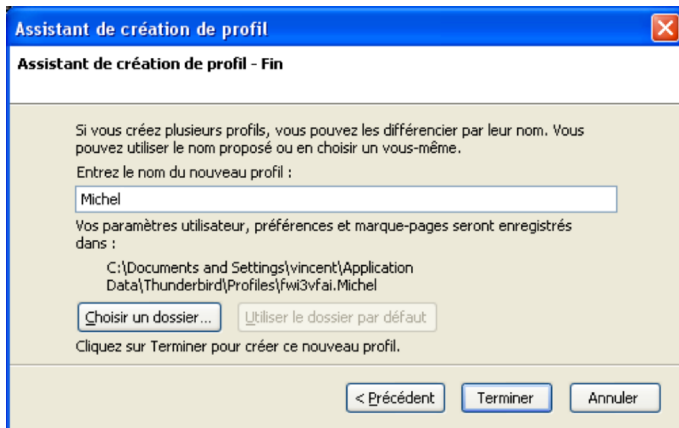 Assistant de création de profil
Assistant de création de profil - Fin
Si vous créez plusieurs profils, vous pouvez les différencier par leur nom. Vous
pouvez utiliser le nom proposé ou en choisir un vous-même.
Entrez le nom du nouveau profil :
Michel
Vos paramètres utilisateur, préférences et marque-pages seront enregistrés
dans :
C:\Documents and Settings\vincent\Application
Data\Thunderbird\Profiles\fwi3vfai.Michel
Choisir un dossier... Utiliser le dossier par défaut
Cliquez sur Terminer pour créer ce nouveau profil.
< Précédent Terminer Annuler